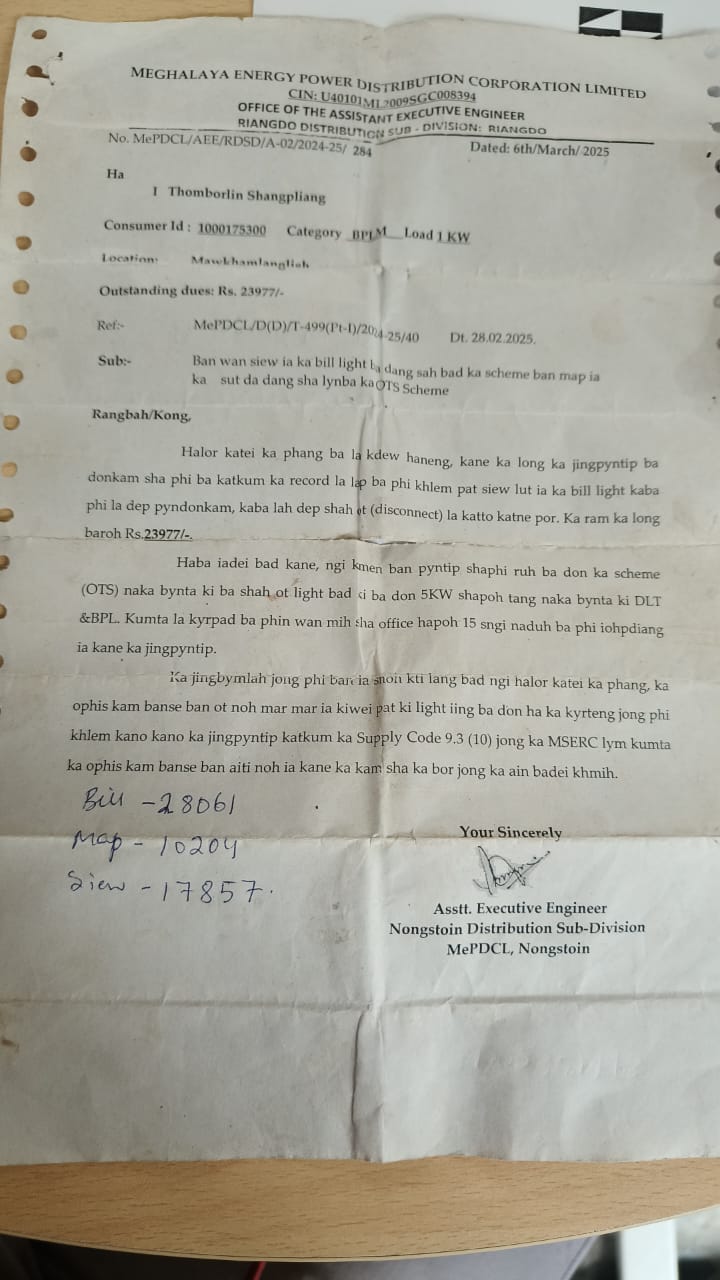 MEGHALAYA ENERGY POWER DISTRIBUTION CORPORATION LIMITED
CIN: U40101ML2009SGC008394
OFFICE OF THE ASSISTANT EXECUTIVE ENGINEER
RIANGDO DISTRIBUTION SUB - DIVISION: RIANGDO
No. MePDCL/AEE/RDSD/A-02/2024-25/ 284 Dated: 6th/March/ 2025
Ha
I Thomborlin Shangpliang
Consumer Id : 1000175300 Category BPLM Load 1 KW
Location: Mawkhamlanglieh
Outstanding dues: Rs. 23977/-
Ref:- MePDCL/D(D)/T-499(Pt-I)/2024-25/40 Dt. 28.02.2025.
Sub:- Ban wan siew ia ka bill light ba dang sah bad ka scheme ban map ia
ka sut da dang sha lynba ka OTS Scheme
Rangbah/Kong,
Halor katei ka phang ba la kdew haneng, kane ka long ka jingpyntip ba
donkam sha phi ba katkum ka record la lap ba phi khlem pat siew lut ia ka bill light kaba
phi la dep pyndonkam, kaba lah dep shah ot (disconnect) la katto katne por. Ka ram ka long
baroh Rs.23977/-.
Haba iadei bad kane, ngi kmen ban pyntip shaphi ruh ba don ka scheme
(OTS) naka bynta ki ba shah ot light bad ki ba don 5KW shapoh tang naka bynta ki DLT
&BPL. Kumta la kyrpad ba phin wan mih sha office hapoh 15 sngi naduh ba phi iohpdiang
ia kane ka jingpyntip.
Ka jingbymlah jong phi ban ia snoh kti lang bad ngi halor katei ka phang, ka
ophis kam banse ban ot noh mar mar ia kiwei pat ki light iing ba don ha ka kyrteng jong phi
khlem kano kano ka jingpyntip katkum ka Supply Code 9.3 (10) jong ka MSERC lym kumta
ka ophis kam banse ban aiti noh ia kane ka kam sha ka bor jong ka ain badei khmih.
Bill - 28061
Map - 10204
Siew - 17857.
Your Sincerely
Asstt. Executive Engineer
Nongstoin Distribution Sub-Division
MePDCL, Nongstoin